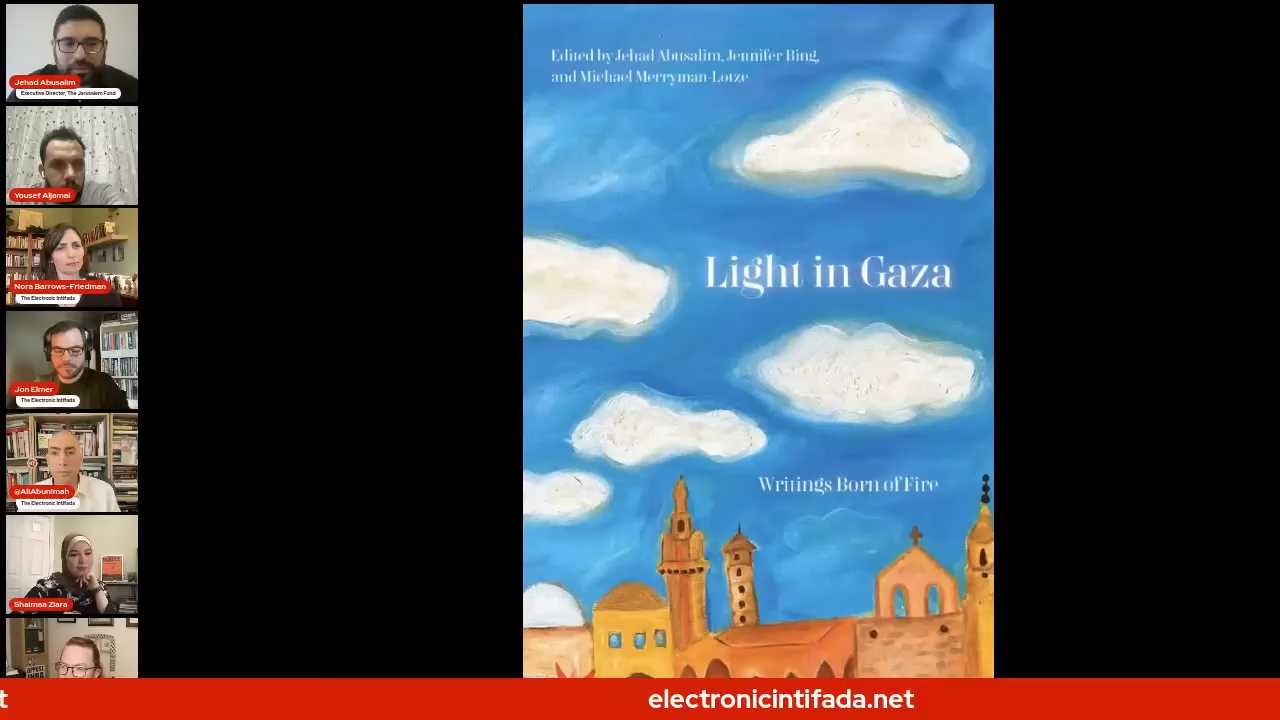 Jehad Abusalim
Executive Director, The Jerusalem Fund
Yousef Aljamal
Nora Barrows-Friedman
The Electronic Intifada
Jon Elmer
The Electronic Intifada
@AliAbunimah
The Electronic Intifada
Shaimaa Ziara
Edited by Jehad Abusalim, Jennifer Bing,
and Michael Merryman-Lotze
Light in Gaza
Writings Born of Fire
OPPOSE
IHRA
t
electronicintifada.net